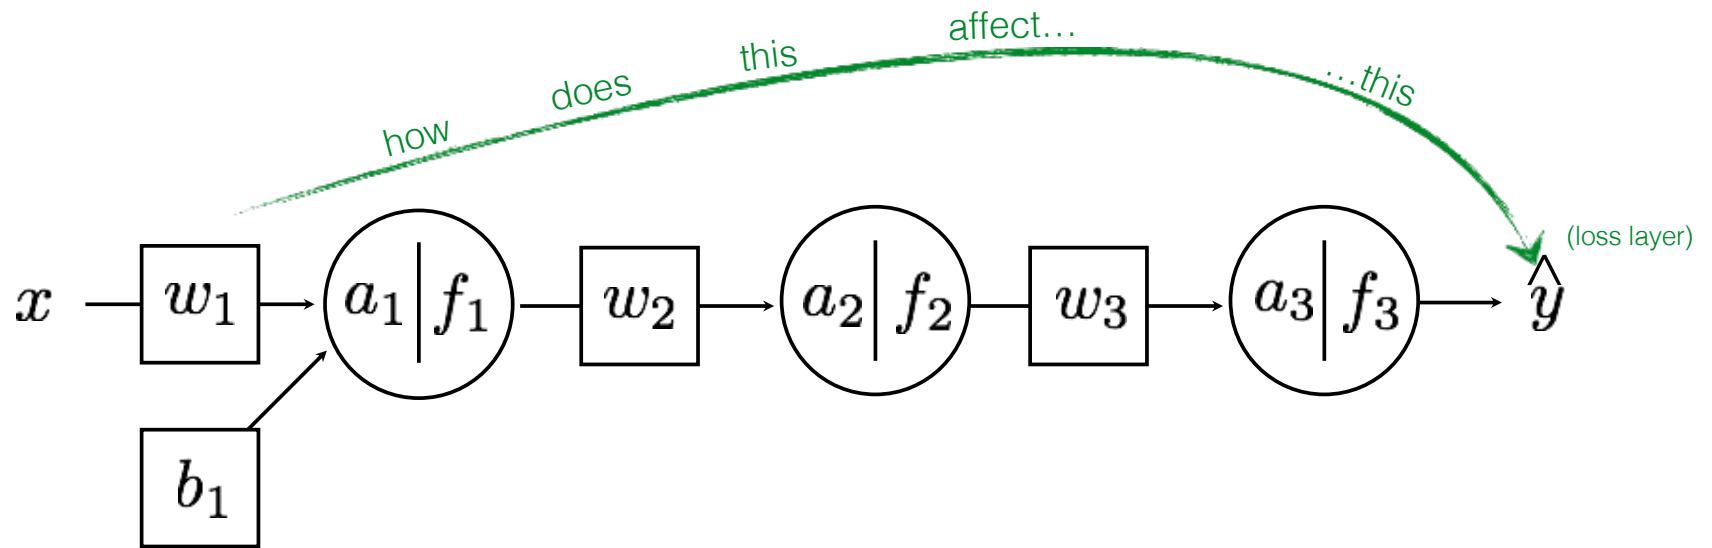 how does this affect… …this
(loss layer)
x w₁ a₁ | f₁ w₂ a₂ | f₂ w₃ a₃ | f₃ ŷ
b₁